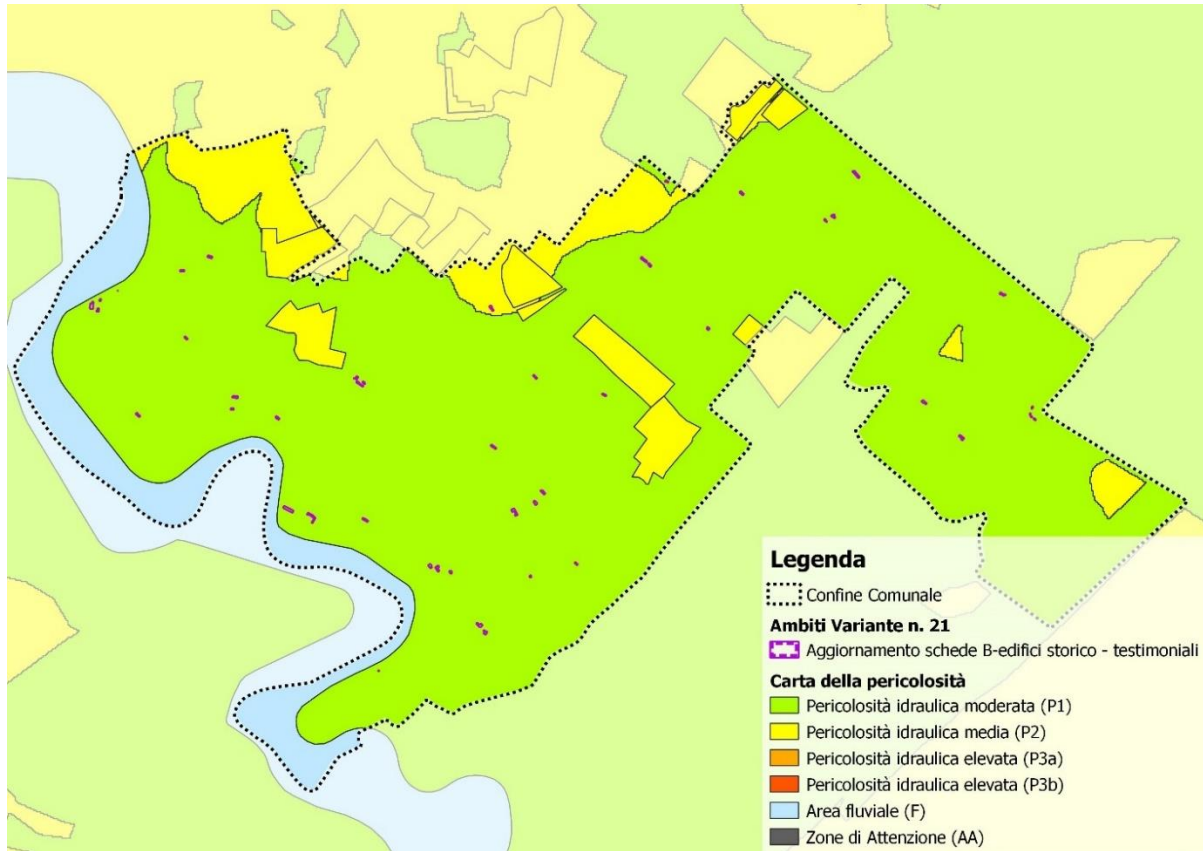 Legenda
Confine Comunale
Ambiti Variante n. 21
Aggiornamento schede B-edifici storico - testimoniali
Carta della pericolosità
Pericolosità idraulica moderata (P1)
Pericolosità idraulica media (P2)
Pericolosità idraulica elevata (P3a)
Pericolosità idraulica elevata (P3b)
Area fluviale (F)
Zone di Attenzione (AA)